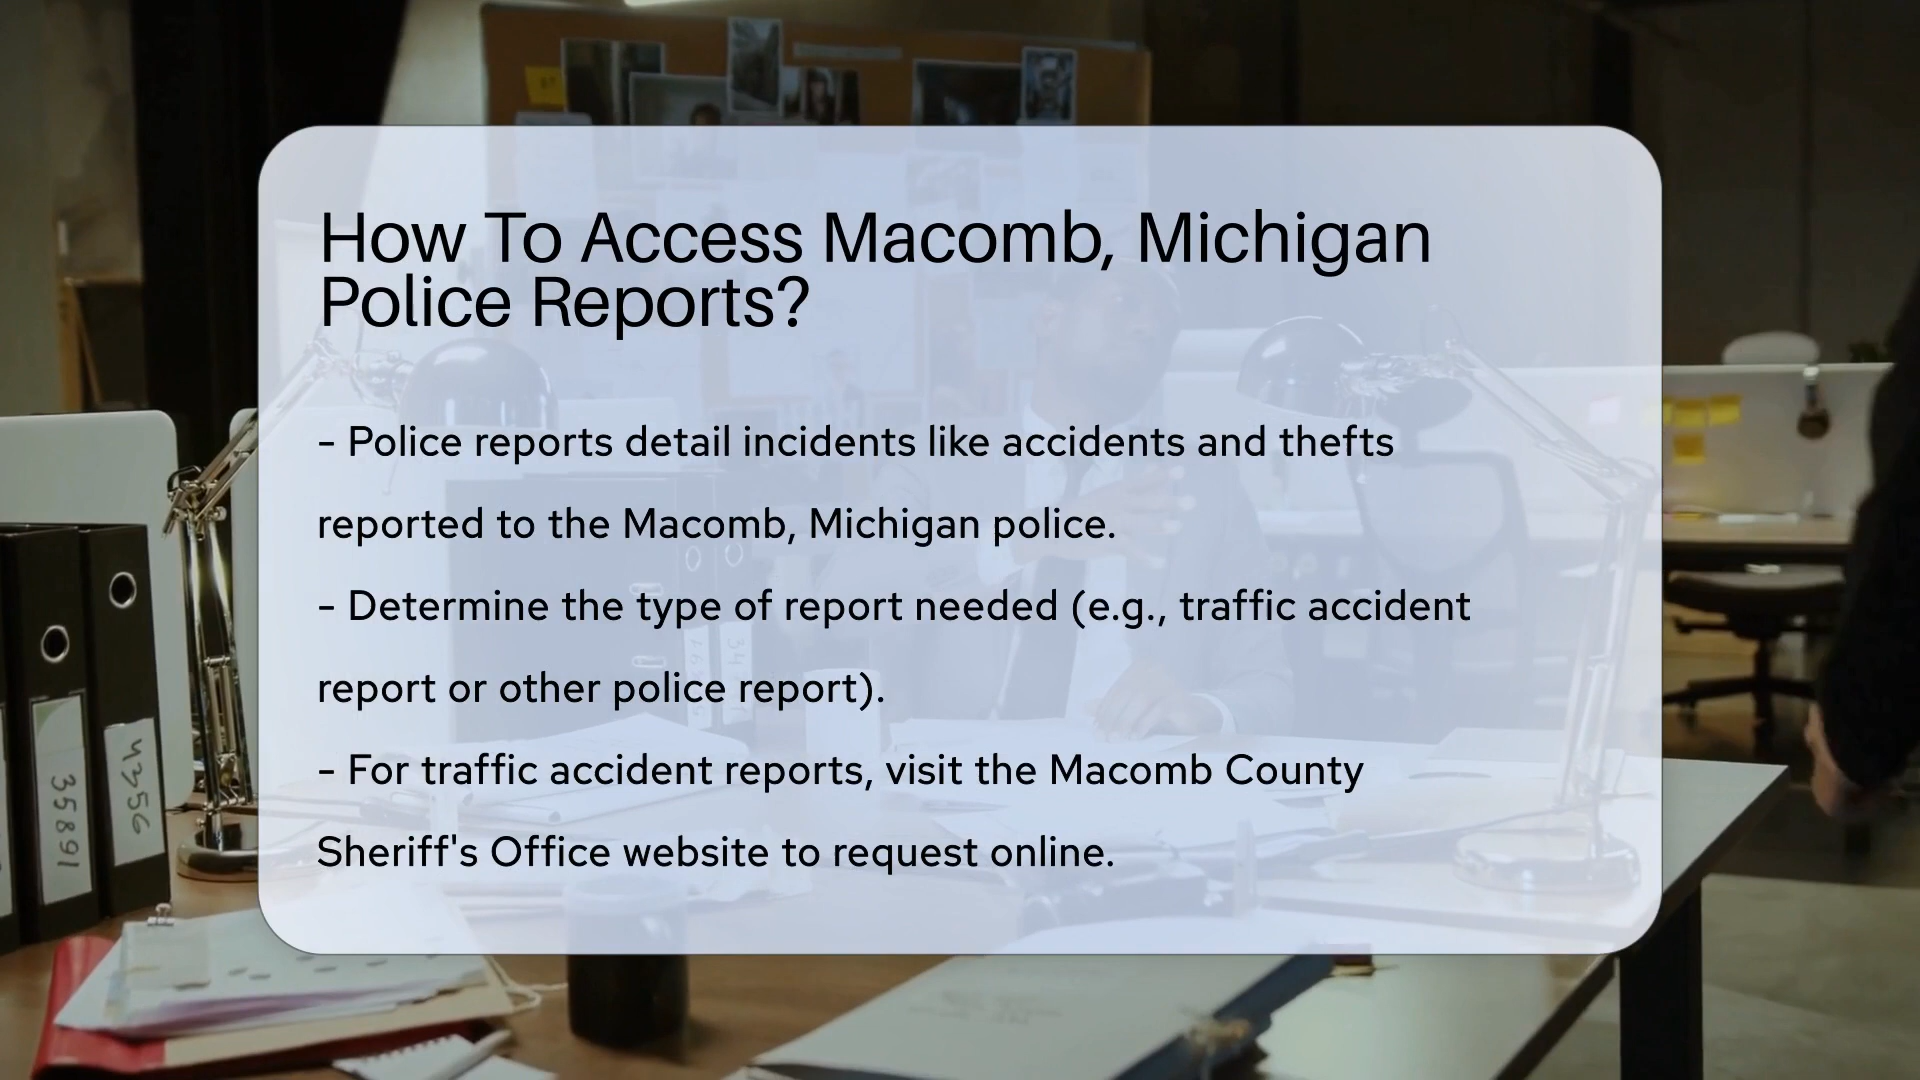 How To Access Macomb, Michigan
Police Reports?
- Police reports detail incidents like accidents and thefts
reported to the Macomb, Michigan police.
- Determine the type of report needed (e.g., traffic accident
report or other police report).
- For traffic accident reports, visit the Macomb County
Sheriff's Office website to request online.
35891
4356